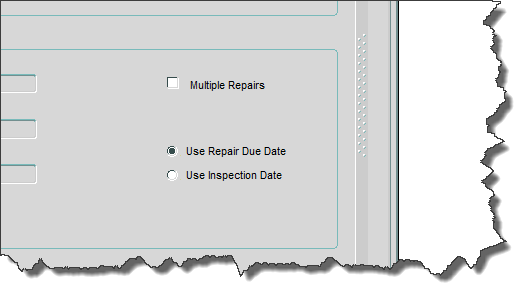 Multiple Repairs
Use Repair Due Date
Use Inspection Date